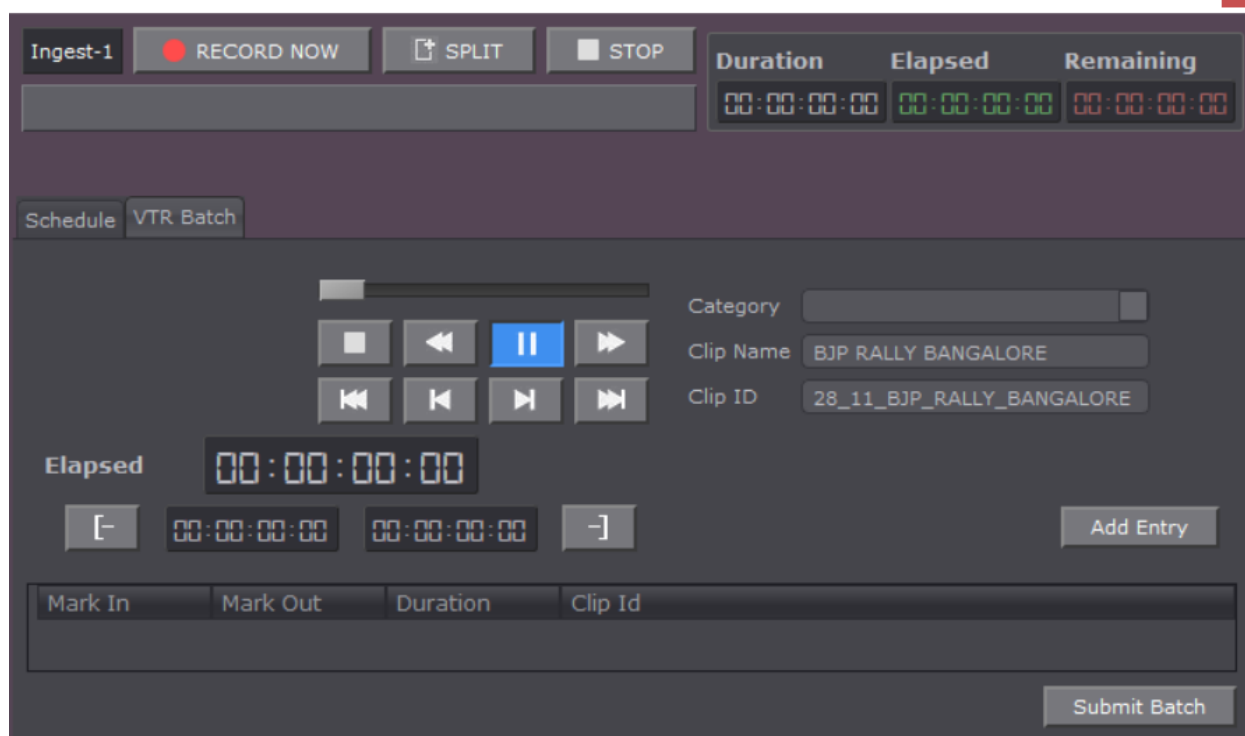 Ingest-1 RECORD NOW SPLIT STOP
Duration Elapsed Remaining
00:00:00:00 00:00:00:00 00:00:00:00
Schedule VTR Batch
Category
Clip Name BJP RALLY BANGALORE
Clip ID 28_11_BJP_RALLY_BANGALORE
Elapsed 00:00:00:00
[- 00:00:00:00 00:00:00:00 -]
Add Entry
Mark In Mark Out Duration Clip Id
Submit Batch